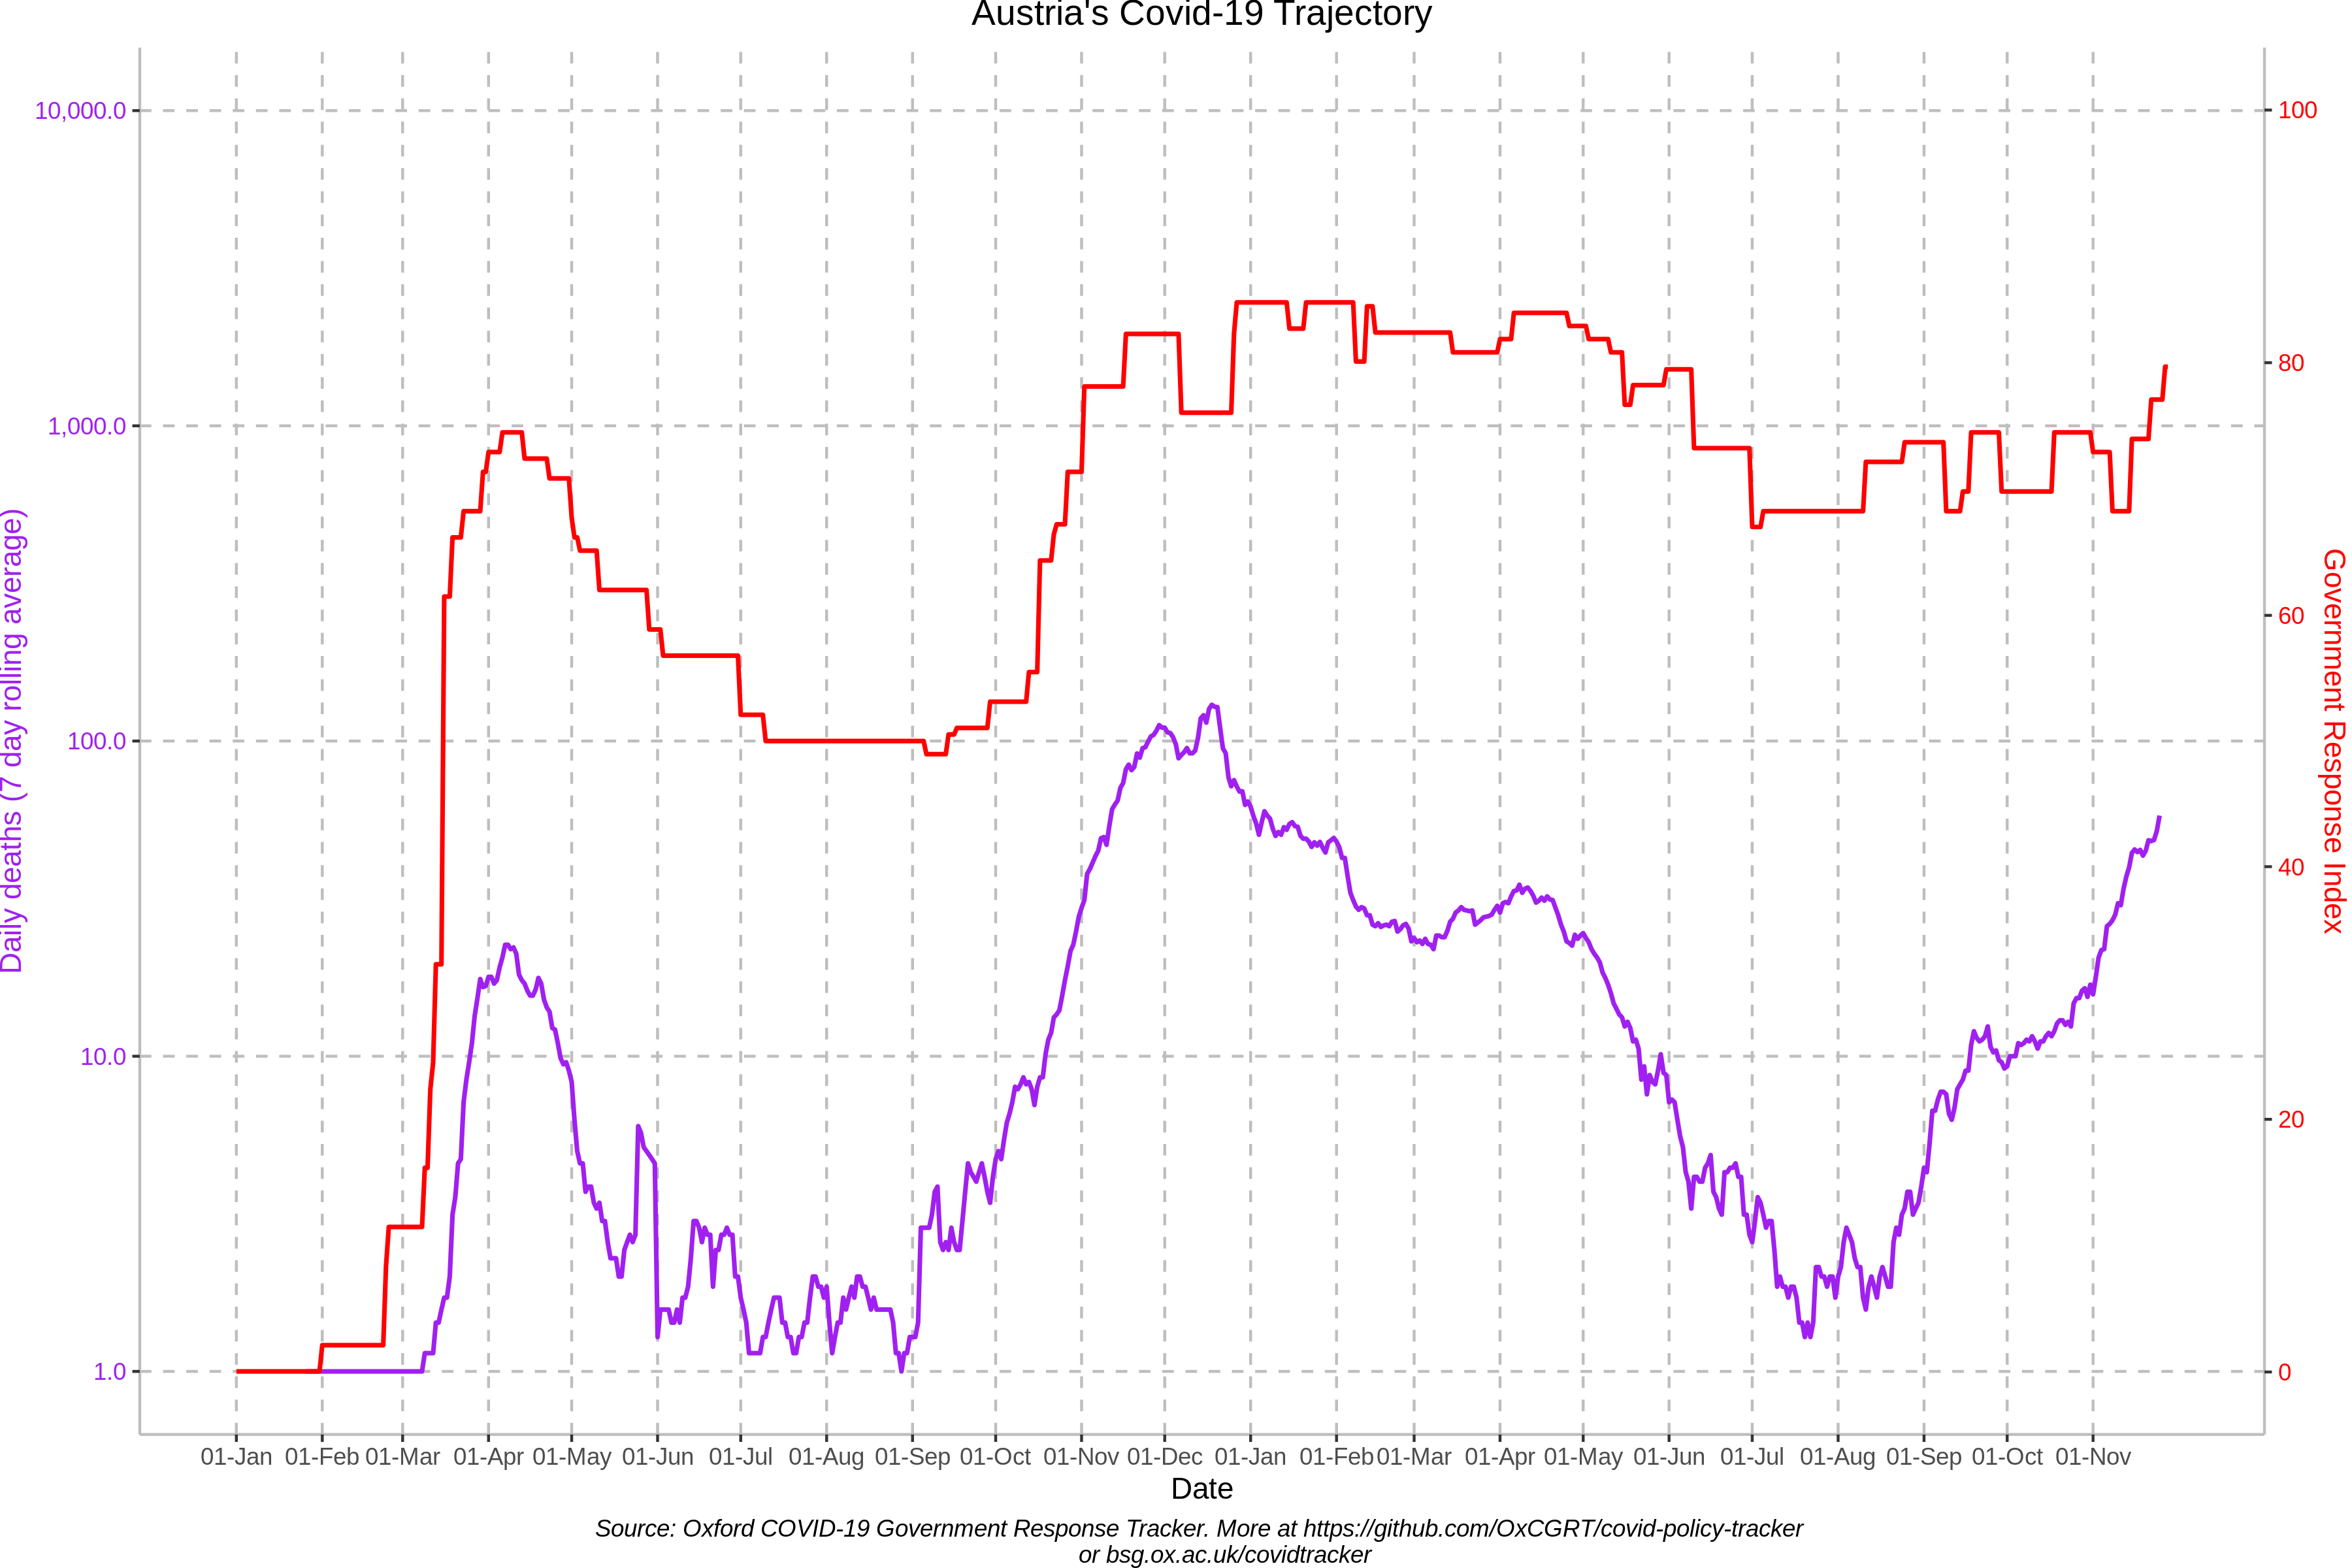 Austria's Covid-19 Trajectory
10,000.0
1,000.0
100.0
10.0
1.0
Daily deaths (7 day rolling average)
100
80
60
40
20
0
Government Response Index
01-Jan 01-Feb 01-Mar 01-Apr 01-May 01-Jun 01-Jul 01-Aug 01-Sep 01-Oct 01-Nov 01-Dec 01-Jan 01-Feb 01-Mar 01-Apr 01-May 01-Jun 01-Jul 01-Aug 01-Sep 01-Oct 01-Nov
Date
Source: Oxford COVID-19 Government Response Tracker. More at https://github.com/OxCGRT/covid-policy-tracker
or bsg.ox.ac.uk/covidtracker